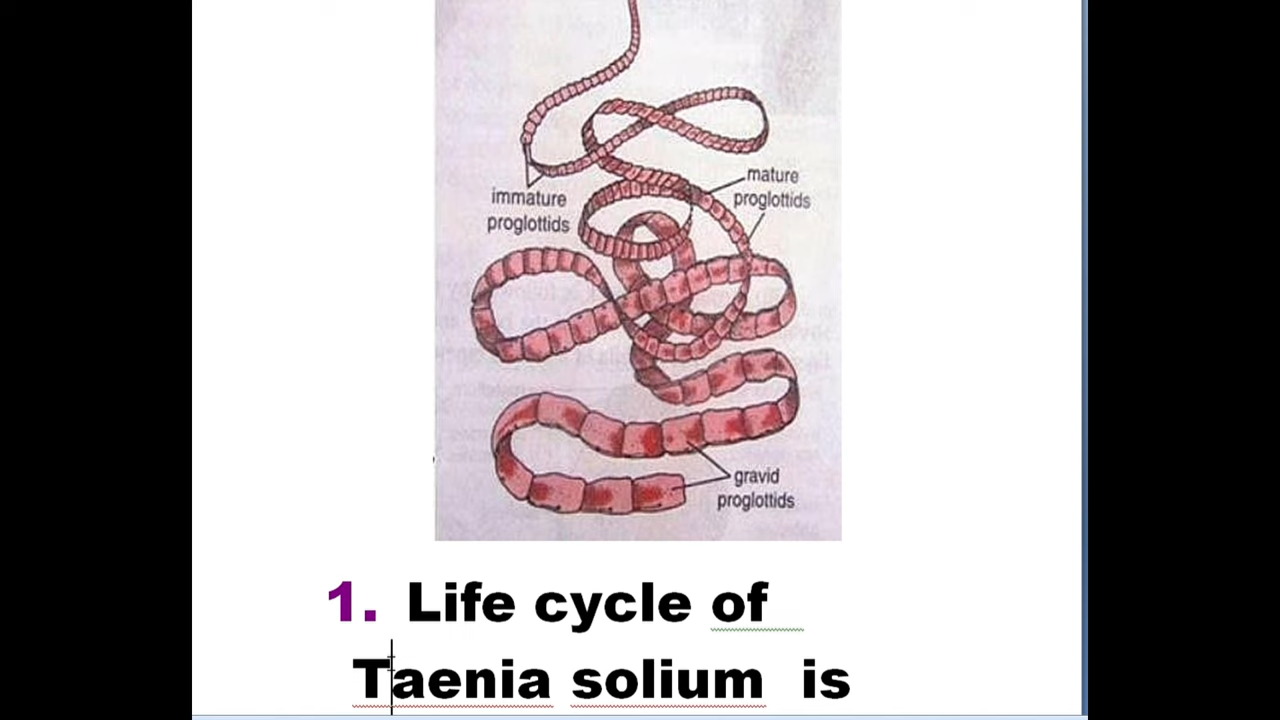 immature
proglottids
mature
proglottids
gravid
proglottids
1. Life cycle of
Taenia solium is